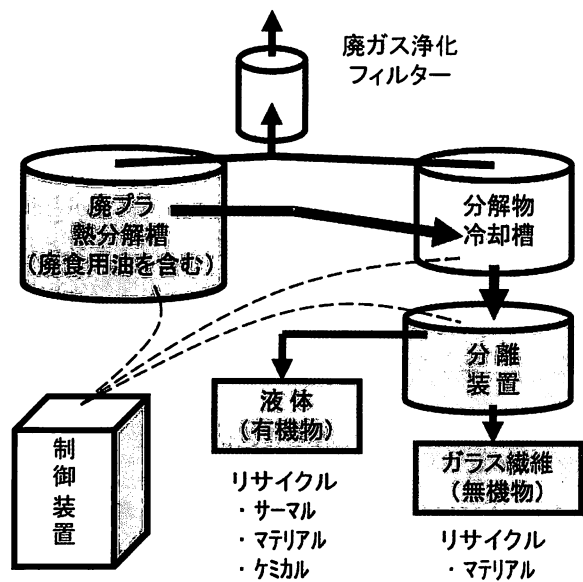 廃ガス浄化
フィルター
廃プラ
熱分解槽
(廃食用油を含む)
分解物
冷却槽
分離
装置
液体
(有機物)
ガラス繊維
(無機物)
制御装置
リサイクル
・サーマル
・マテリアル
・ケミカル
リサイクル
・マテリアル